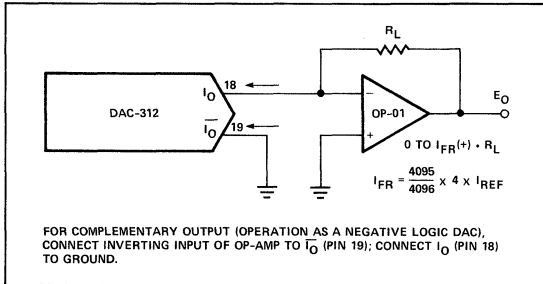 R_L
18
I_O
DAC-312
I̅_O̅
19
−
OP-01
+
E_O
0 TO I_FR(+) • R_L
I_FR = 4095/4096 x 4 x I_REF
FOR COMPLEMENTARY OUTPUT (OPERATION AS A NEGATIVE LOGIC DAC),
CONNECT INVERTING INPUT OF OP-AMP TO I̅_O̅ (PIN 19); CONNECT I_O (PIN 18)
TO GROUND.